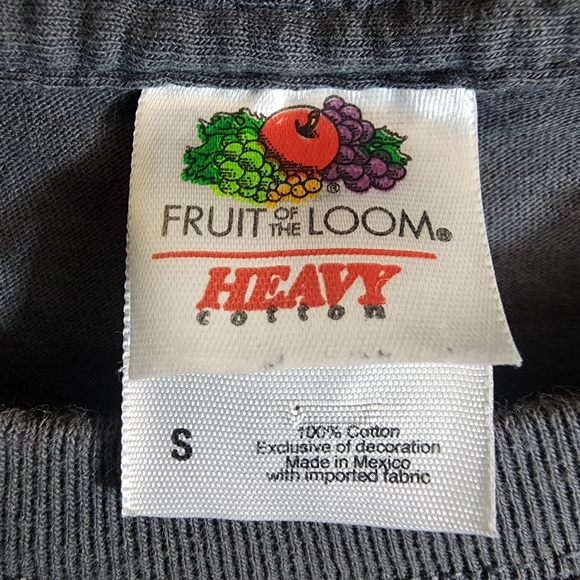 ®
FRUIT OF THE LOOM®
HEAVY
cotton
S
100% Cotton
Exclusive of decoration
Made in Mexico
with imported fabric